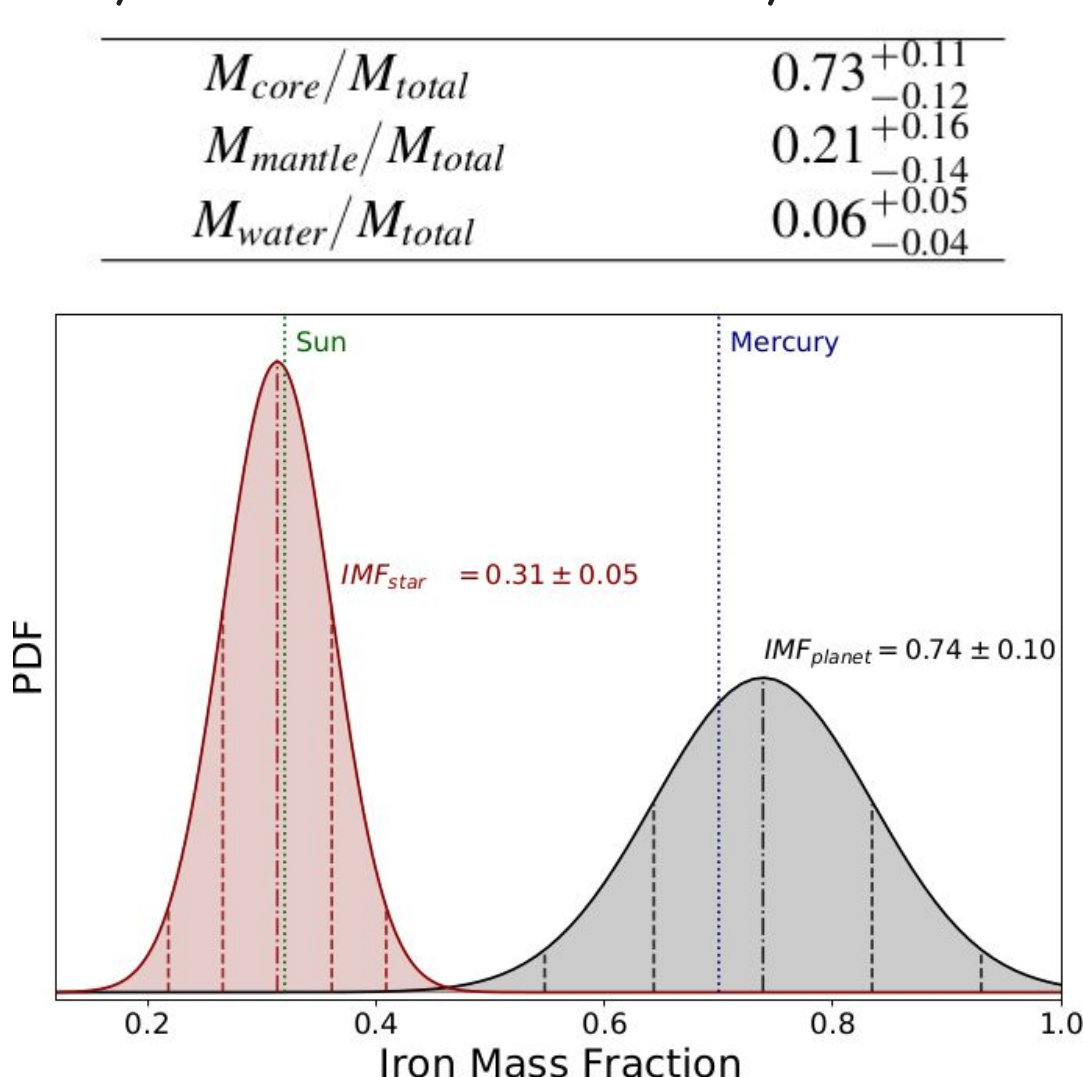 M_core/M_total 0.73 +0.11 −0.12
M_mantle/M_total 0.21 +0.16 −0.14
M_water/M_total 0.06 +0.05 −0.04
Sun
Mercury
IMF_star = 0.31 ± 0.05
IMF_planet = 0.74 ± 0.10
PDF
0.2 0.4 0.6 0.8 1.0
Iron Mass Fraction